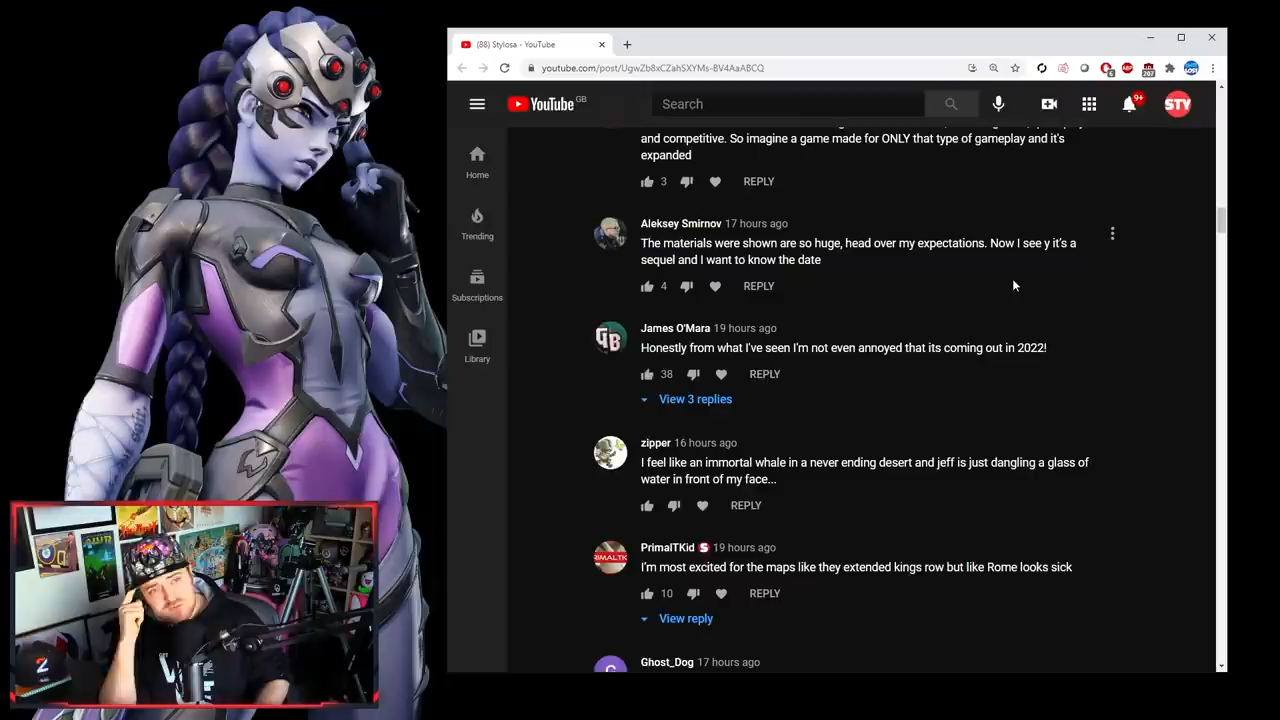 (88) Stylosa - YouTube
youtube.com/post/UgwZb8xCZahSXYMs-BV4AaABCQ
6
207
YouTube GB
Search
9+
STY
and competitive. So imagine a game made for ONLY that type of gameplay and it's
expanded
3 REPLY
Home
Trending
Subscriptions
Library
Aleksey Smirnov 17 hours ago
The materials were shown are so huge, head over my expectations. Now I see y it's a
sequel and I want to know the date
4 REPLY
James O'Mara 19 hours ago
Honestly from what I've seen I'm not even annoyed that its coming out in 2022!
38 REPLY
View 3 replies
zipper 16 hours ago
I feel like an immortal whale in a never ending desert and jeff is just dangling a glass of
water in front of my face...
REPLY
PrimalTKid S 19 hours ago
I'm most excited for the maps like they extended kings row but like Rome looks sick
10 REPLY
View reply
Ghost_Dog 17 hours ago
GB
2